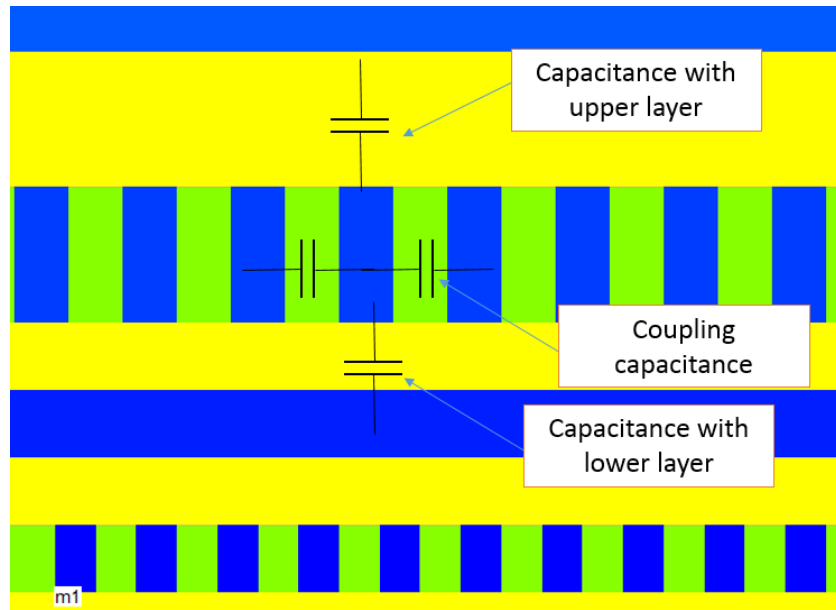 Capacitance with
upper layer
Coupling
capacitance
Capacitance with
lower layer
m1